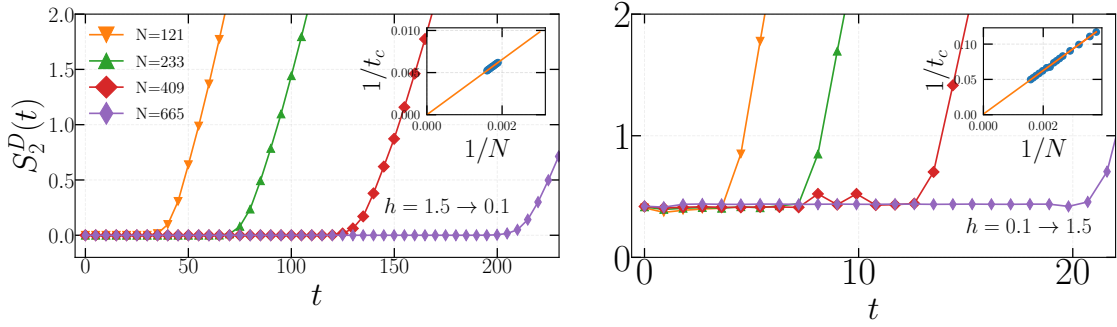 2.0
1.5
1.0
0.5
0.0
S_2^D(t)
N=121
N=233
N=409
N=665
0.010
0.005
0.000
1/t_c
0.000
0.002
1/N
h = 1.5 → 0.1
0
50
100
150
200
t
2
1
0
0.10
0.05
0.00
1/t_c
0.000
0.002
1/N
h = 0.1 → 1.5
0
10
20
t